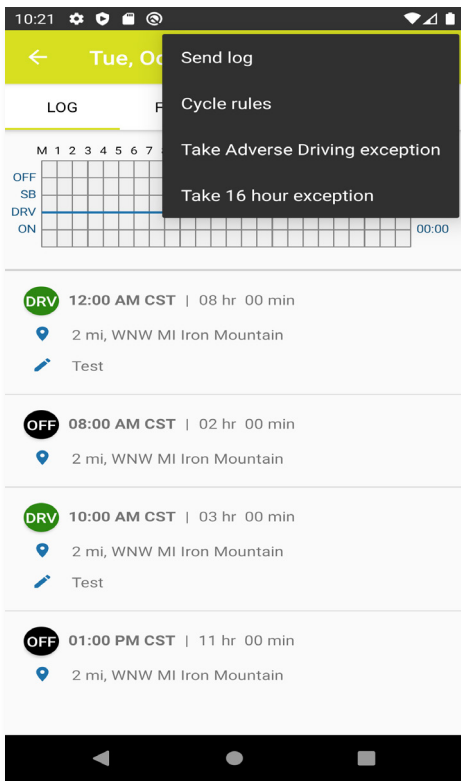 10:21
Tue, Oc
Send log
Cycle rules
Take Adverse Driving exception
Take 16 hour exception
LOG F
M 1 2 3 4 5 6 7
OFF
SB
DRV
ON 00:00
DRV 12:00 AM CST | 08 hr 00 min
2 mi, WNW MI Iron Mountain
Test
OFF 08:00 AM CST | 02 hr 00 min
2 mi, WNW MI Iron Mountain
DRV 10:00 AM CST | 03 hr 00 min
2 mi, WNW MI Iron Mountain
Test
OFF 01:00 PM CST | 11 hr 00 min
2 mi, WNW MI Iron Mountain